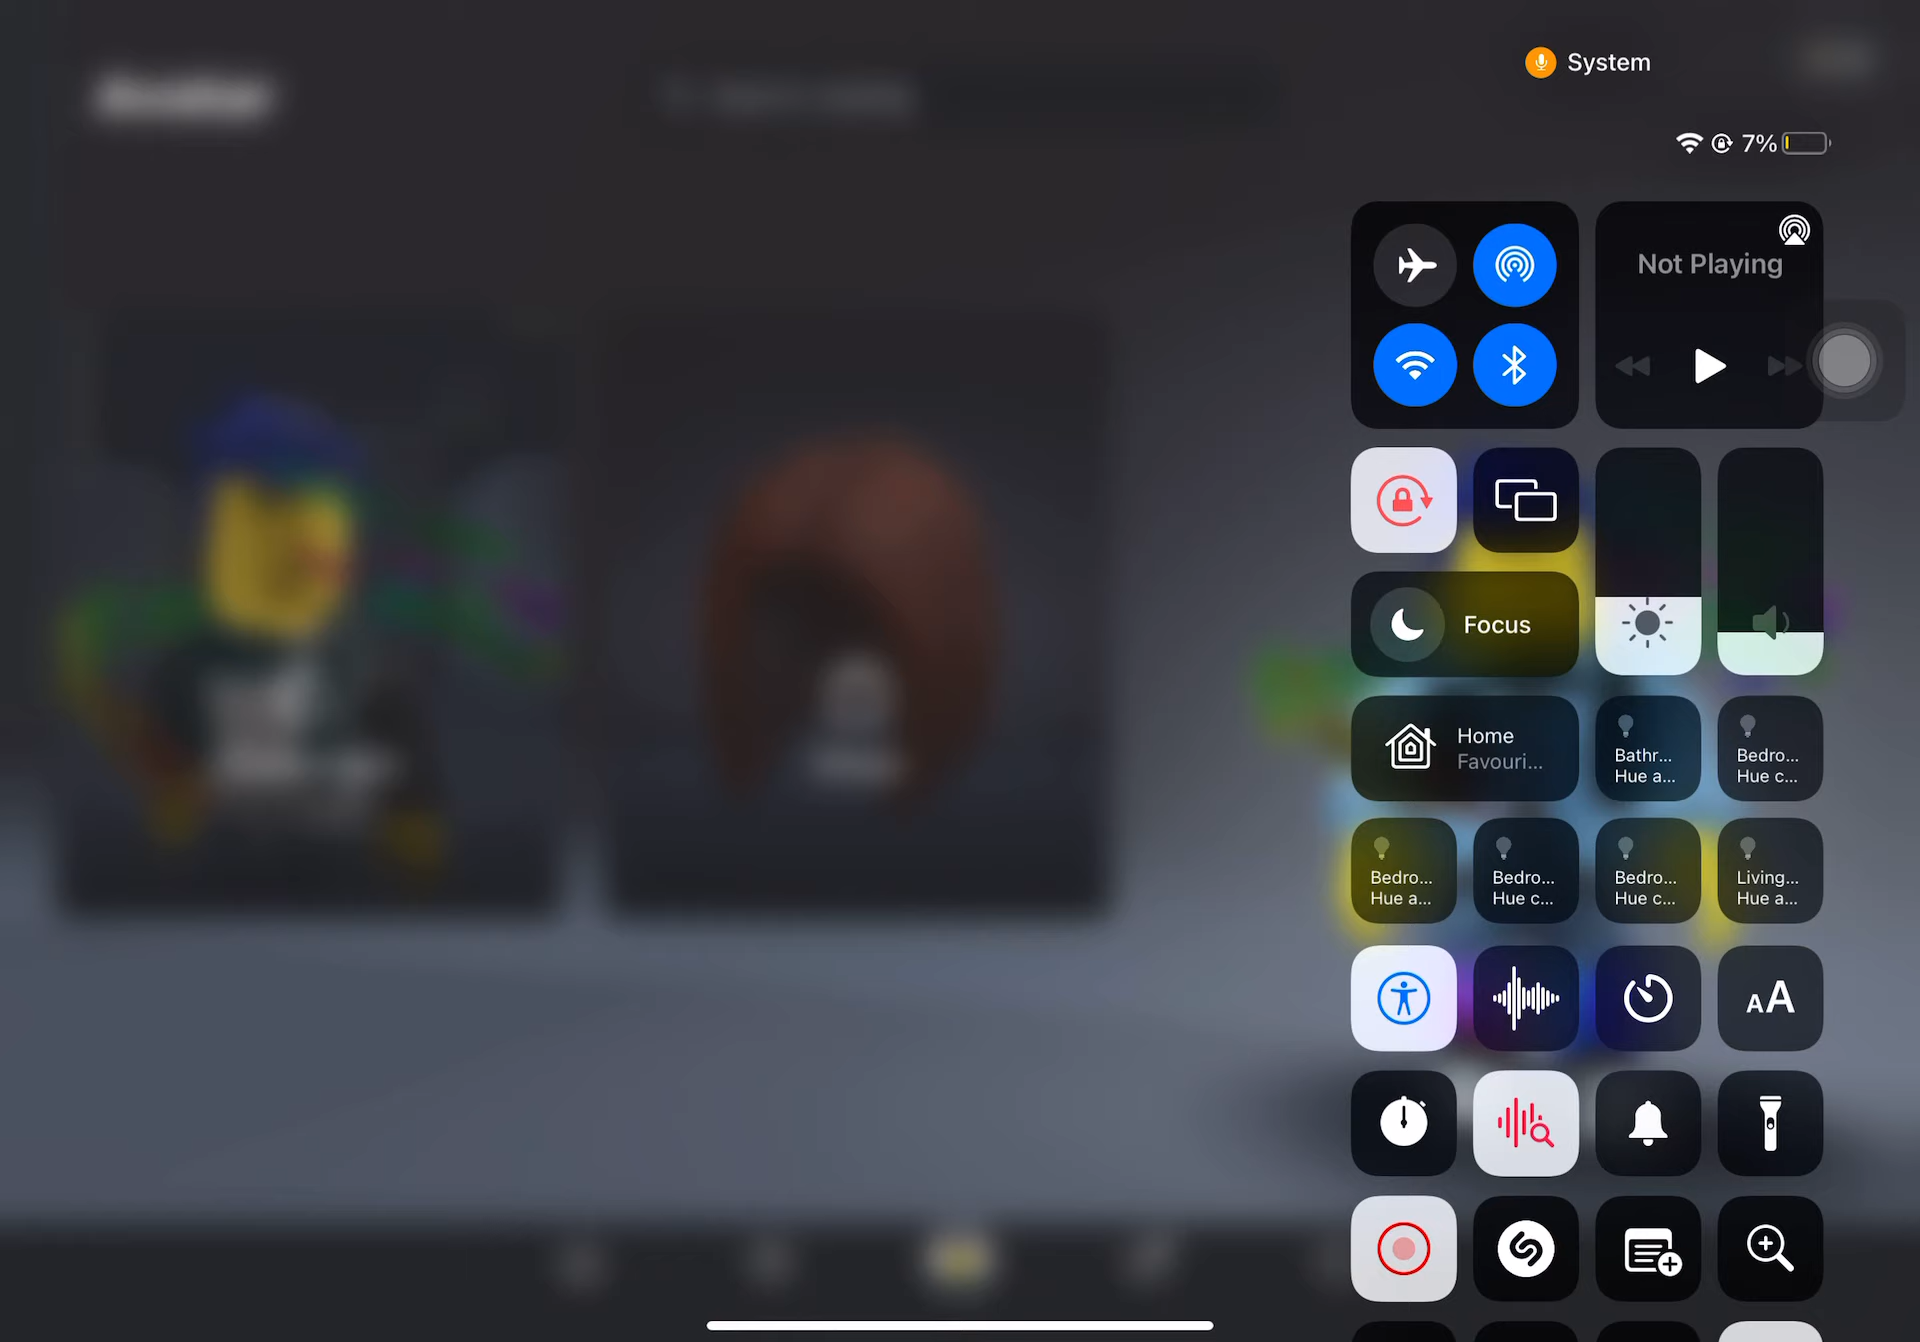 System
7%
Not Playing
Focus
Home
Favouri...
Bathr...
Hue a...
Bedro...
Hue c...
Bedro...
Hue a...
Bedro...
Hue c...
Bedro...
Hue c...
Living...
Hue a...
AA